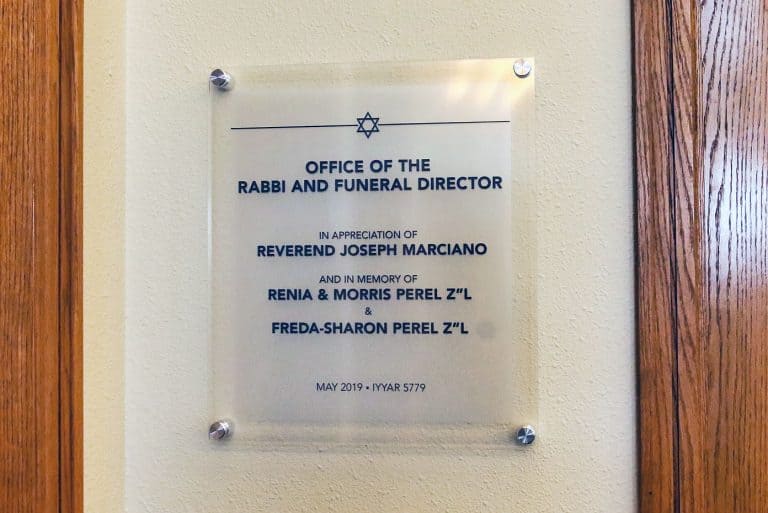 OFFICE OF THE
RABBI AND FUNERAL DIRECTOR
IN APPRECIATION OF
REVEREND JOSEPH MARCIANO
AND IN MEMORY OF
RENIA & MORRIS PEREL Z"L
&
FREDA-SHARON PEREL Z"L
MAY 2019 • IYYAR 5779